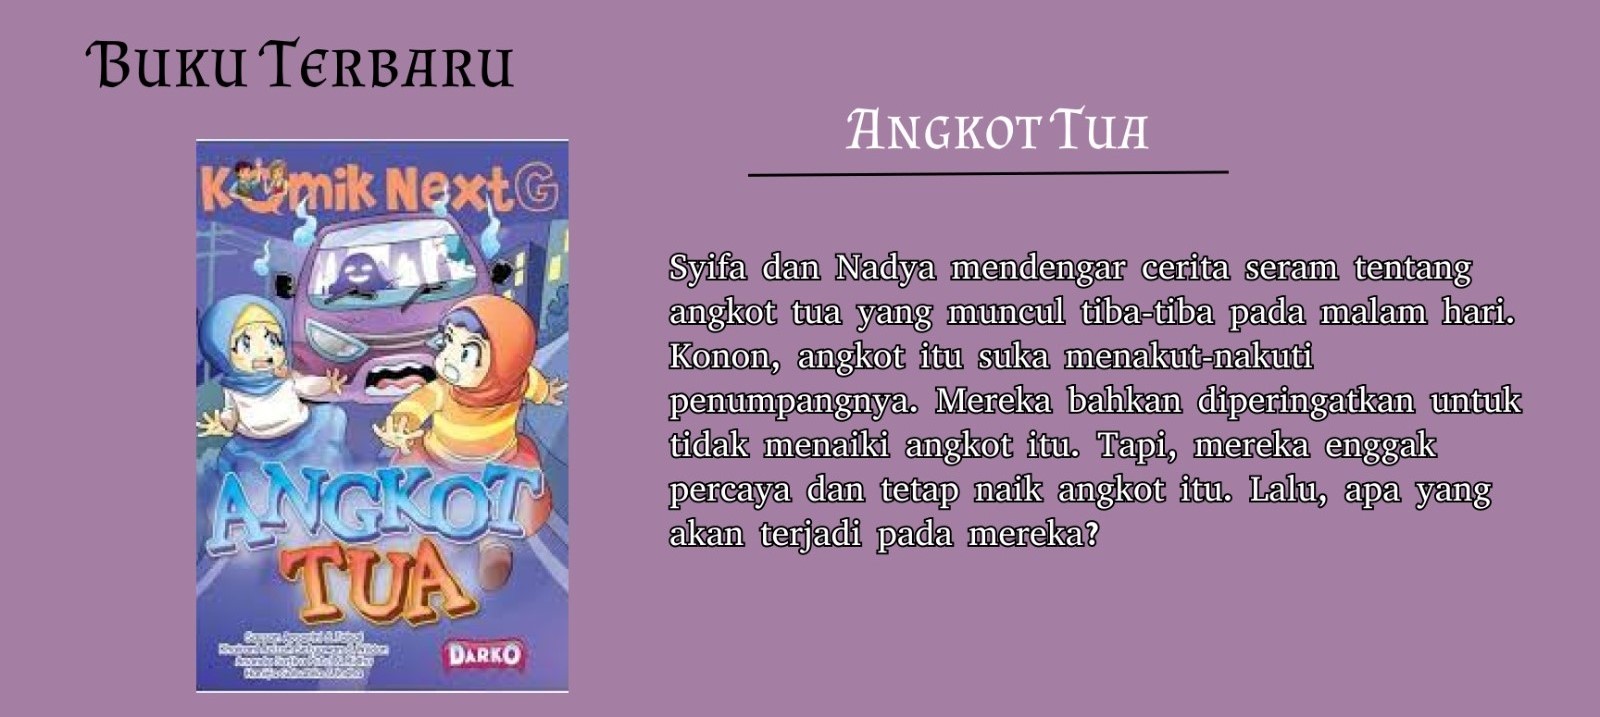 Buku Terbaru
Angkot Tua
Komik NextG
Syifa dan Nadya mendengar cerita seram tentang
angkot tua yang muncul tiba-tiba pada malam hari.
Konon, angkot itu suka menakut-nakuti
penumpangnya. Mereka bahkan diperingatkan untuk
tidak menaiki angkot itu. Tapi, mereka enggak
percaya dan tetap naik angkot itu. Lalu, apa yang
akan terjadi pada mereka?
ANGKOT
TUA
DARKO